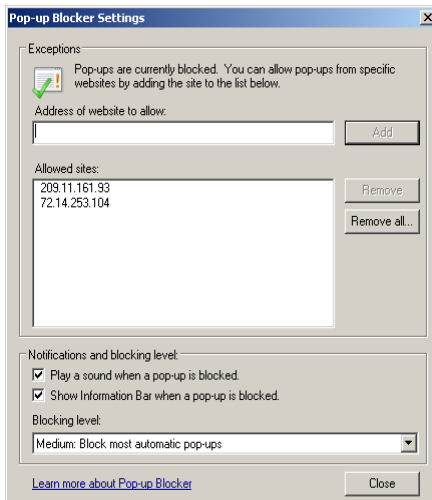 Pop-up Blocker Settings
Exceptions
Pop-ups are currently blocked. You can allow pop-ups from specific
websites by adding the site to the list below.
Address of website to allow:
Add
Allowed sites:
209.11.161.93
72.14.253.104
Remove
Remove all...
Notifications and blocking level:
Play a sound when a pop-up is blocked.
Show Information Bar when a pop-up is blocked.
Blocking level:
Medium: Block most automatic pop-ups
Learn more about Pop-up Blocker
Close